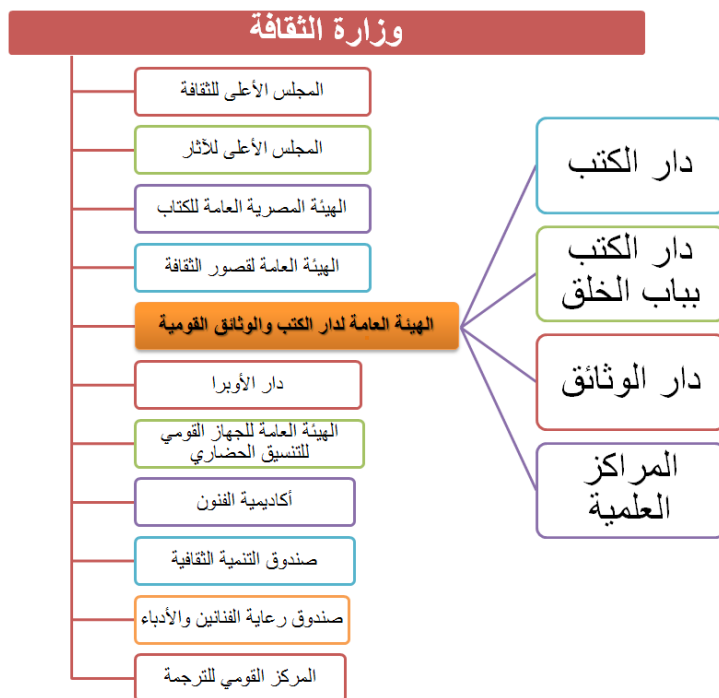 وزارة الثقافة
المجلس الأعلى للثقافة
المجلس الأعلى للآثار
الهيئة المصرية العامة للكتاب
الهيئة العامة لقصور الثقافة
الهيئة العامة لدار الكتب والوثائق القومية
دار الأوبرا
الهيئة العامة للجهاز القومي
للتنسيق الحضاري
أكاديمية الفنون
صندوق التنمية الثقافية
صندوق رعاية الفنانين والأدباء
المركز القومي للترجمة
دار الكتب
دار الكتب
بباب الخلق
دار الوثائق
المراكز
العلمية